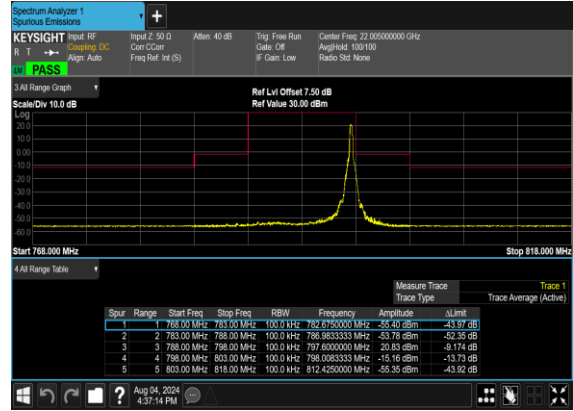 Spectrum Analyzer 1
Spurious Emissions
+
KEYSIGHT Input: RF Input Z: 50 Ω Atten: 40 dB Trig: Free Run Center Freq: 22.005000000 GHz
R T Coupling: DC Corr CCorr Gate: Off Avg|Hold: 100/100
Align: Auto Freq Ref: Int (S) IF Gain: Low Radio Std: None
PASS
3 All Range Graph
Ref Lvl Offset 7.50 dB
Scale/Div 10.0 dB Ref Value 30.00 dBm
Log
20.0
10.0
0.00
-10.0
-20.0
-30.0
-40.0
-50.0
-60.0
Start 768.000 MHz Stop 818.000 MHz
4 All Range Table
Measure Trace Trace 1
Trace Type Trace Average (Active)
Spur Range Start Freq Stop Freq RBW Frequency Amplitude ΔLimit
1 1 768.00 MHz 783.00 MHz 100.0 kHz 782.6750000 MHz -55.40 dBm -43.97 dB
2 2 783.00 MHz 788.00 MHz 100.0 kHz 786.9833333 MHz -53.78 dBm -52.35 dB
3 3 788.00 MHz 798.00 MHz 100.0 kHz 797.6000000 MHz 20.83 dBm -9.174 dB
4 4 798.00 MHz 803.00 MHz 100.0 kHz 798.0083333 MHz -15.16 dBm -13.73 dB
5 5 803.00 MHz 818.00 MHz 100.0 kHz 812.4250000 MHz -55.35 dBm -43.92 dB
? Aug 04, 2024
4:37:14 PM